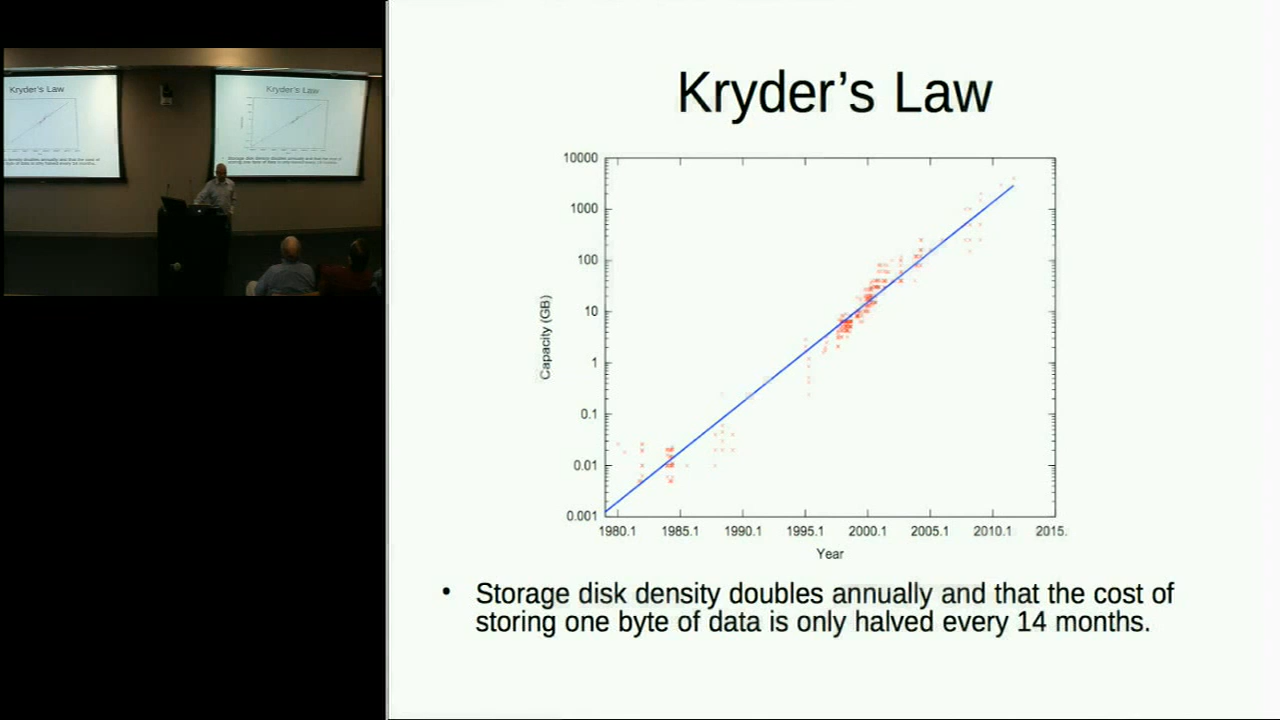 Kryder's Law
Kryder's Law
Kryder's Law
10000
1000
100
10
1
0.1
0.01
0.001
Capacity (GB)
1980.1 1985.1 1990.1 1995.1 2000.1 2005.1 2010.1 2015.
Year
• Storage disk density doubles annually and that the cost of
storing one byte of data is only halved every 14 months.